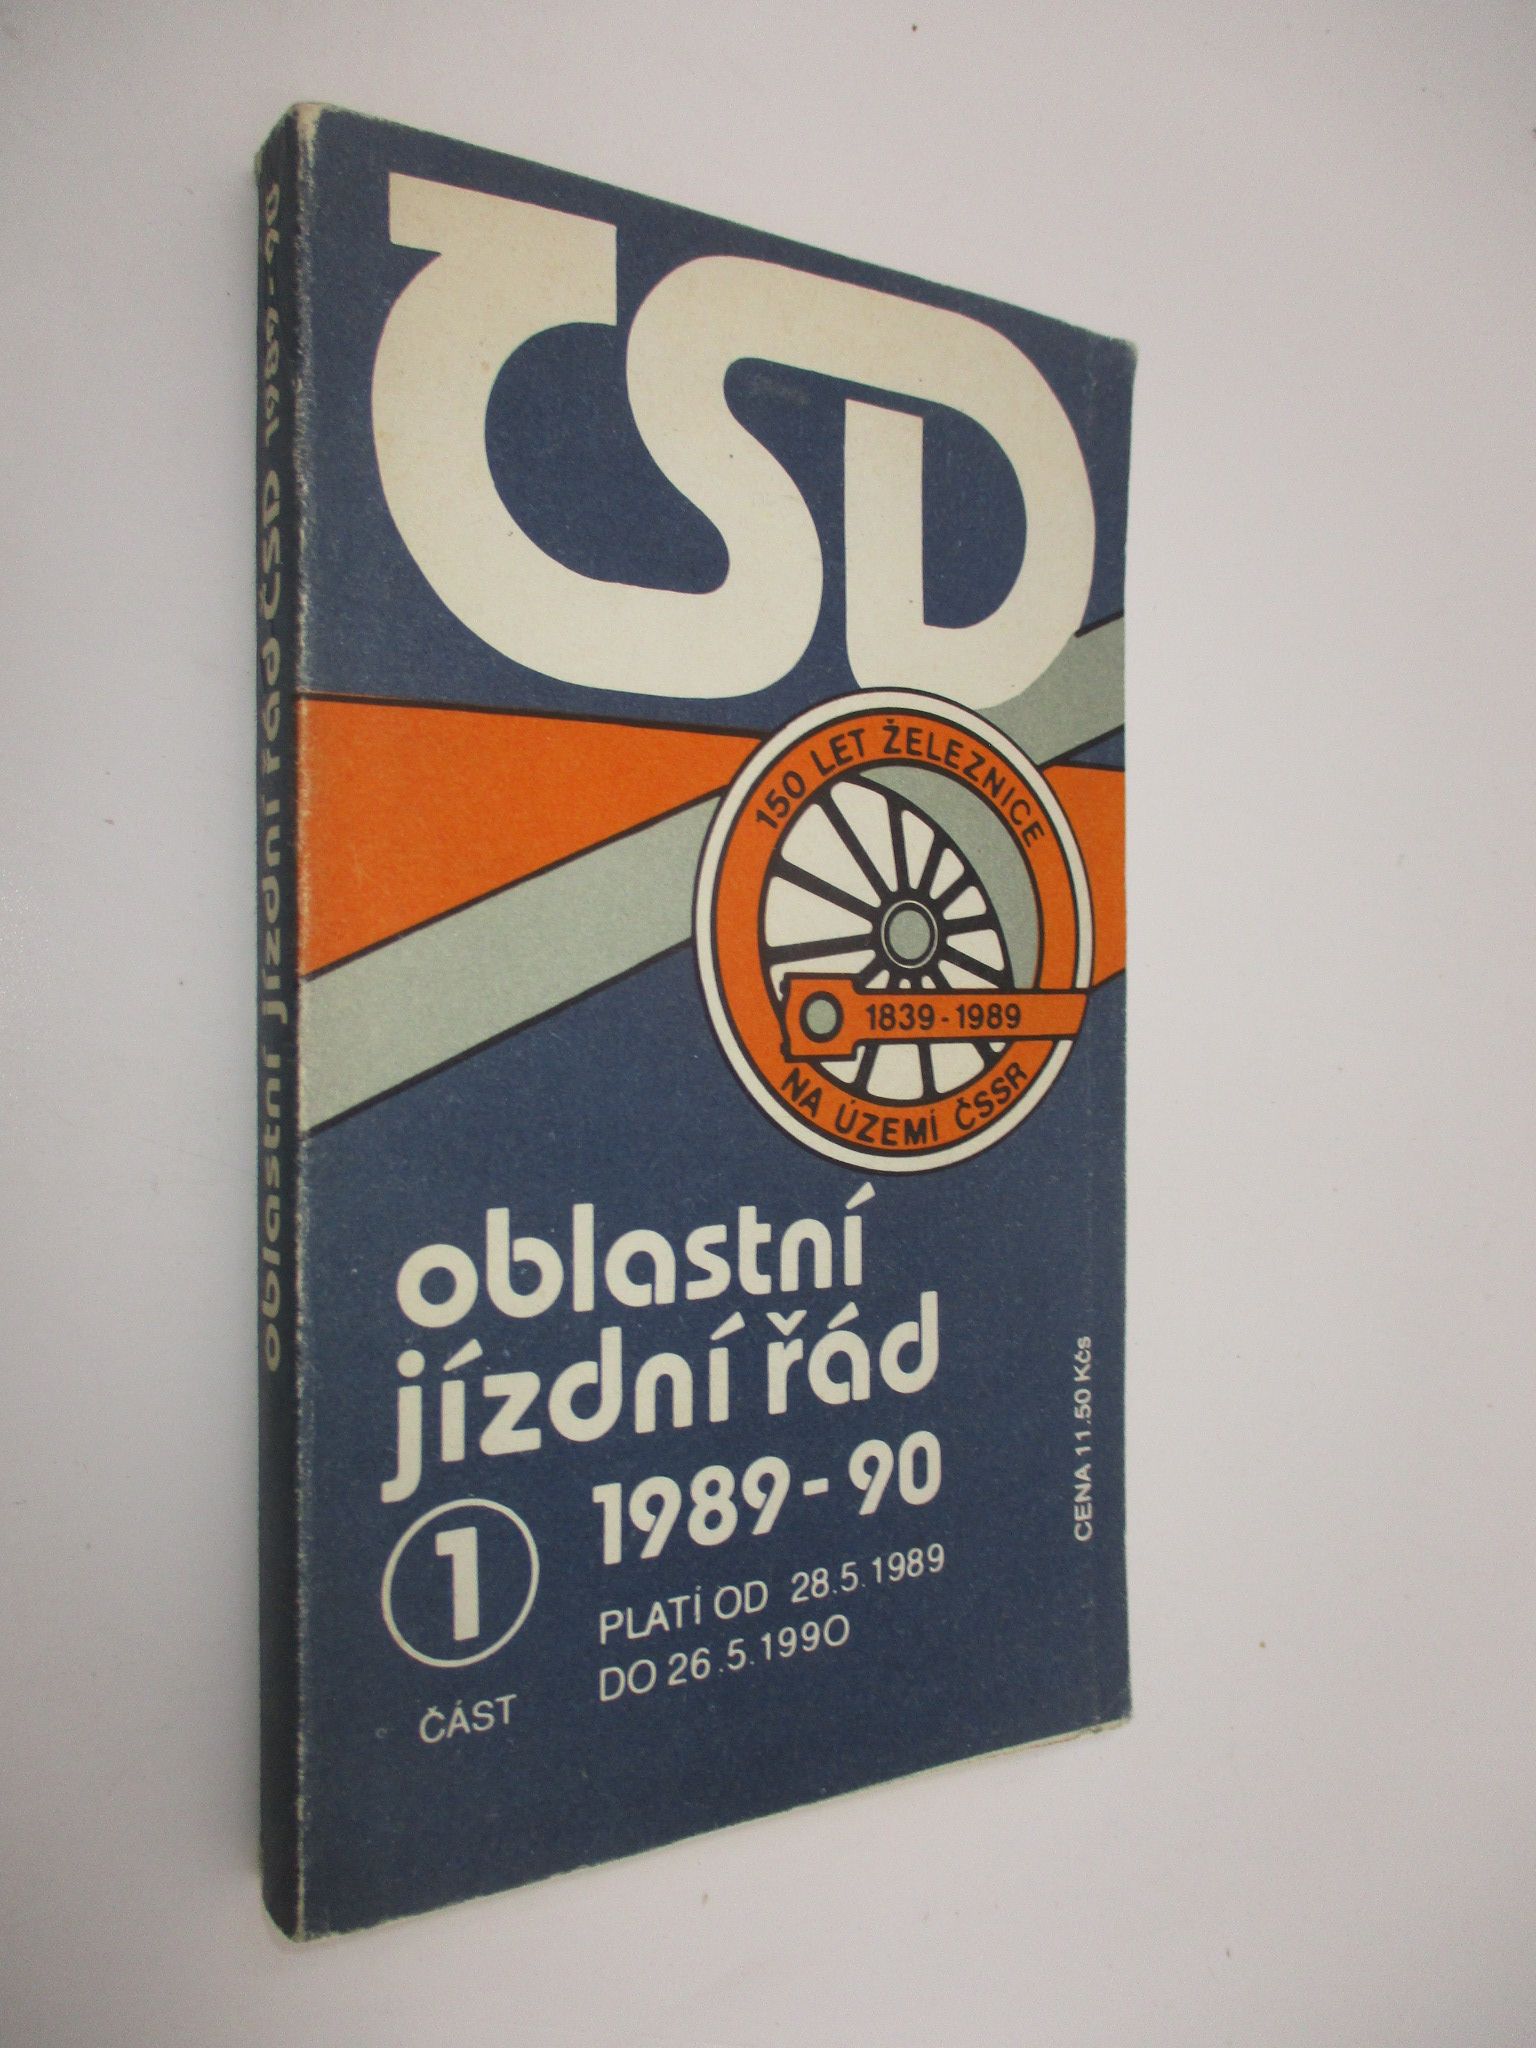 ČSD
150 LET ŽELEZNICE
1839-1989
NA ÚZEMÍ ČSSR
oblastní
jízdní řád
1989-90
1
ČÁST
PLATÍ OD 28.5.1989
DO 26.5.1990
CENA 11.50 Kčs
oblastní jízdní řád ČSD 1989-90